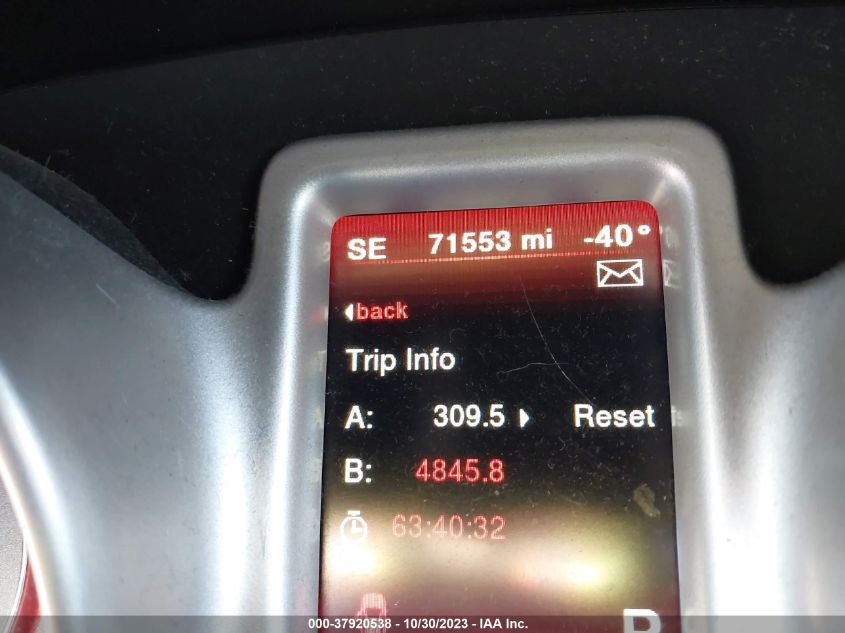 SE 71553 mi -40°
back
Trip Info
A: 309.5 Reset
B: 4845.8
63:40:32
000-37920538 - 10/30/2023 - IAA Inc.